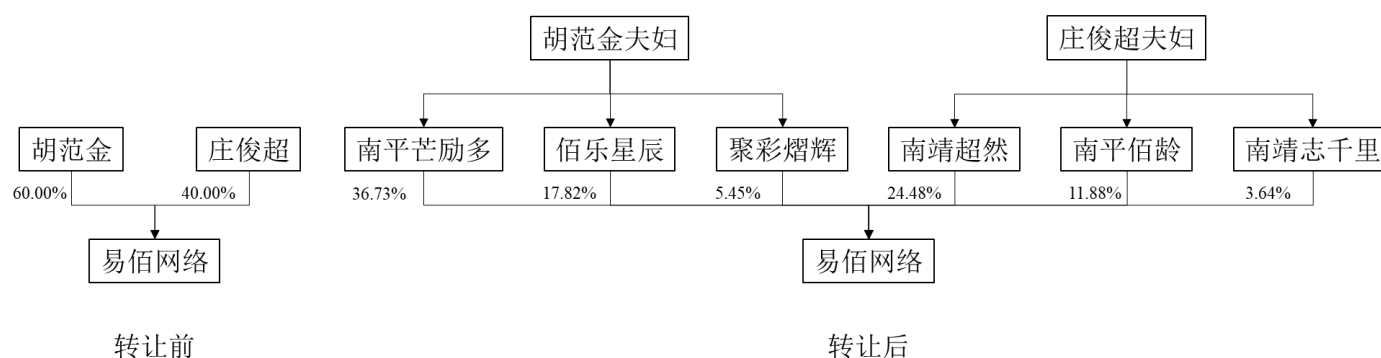 胡范金夫妇
庄俊超夫妇
胡范金
庄俊超
南平芒励多
佰乐星辰
聚彩熠辉
南靖超然
南平佰龄
南靖志千里
60.00%
40.00%
36.73%
17.82%
5.45%
24.48%
11.88%
3.64%
易佰网络
易佰网络
转让前
转让后